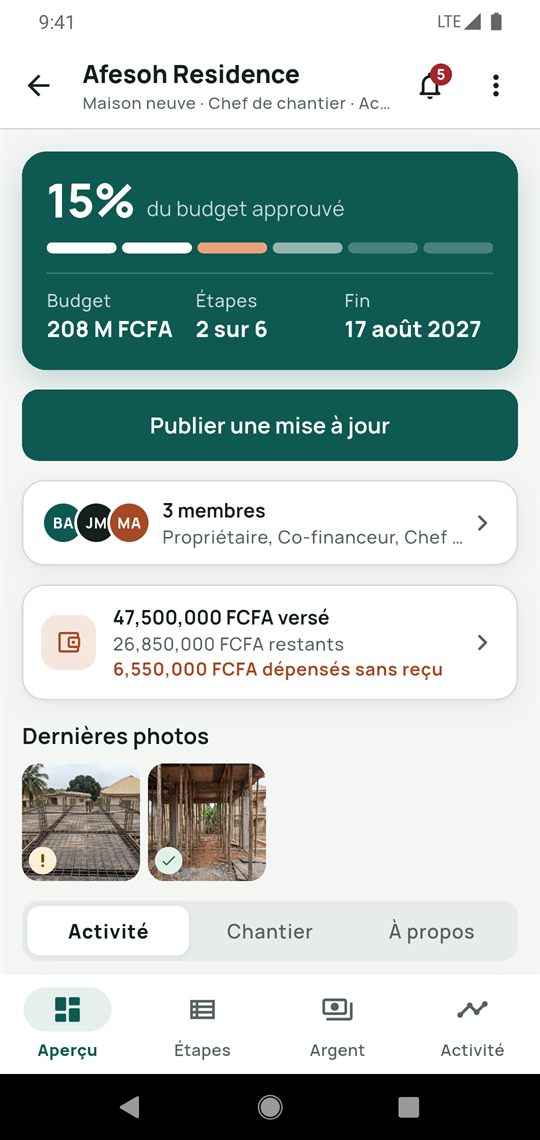 9:41
LTE
Afesoh Residence
5
Maison neuve · Chef de chantier · Ac...
15% du budget approuvé
Budget
Étapes
Fin
208 M FCFA
2 sur 6
17 août 2027
Publier une mise à jour
BA
JM
MA
3 membres
Propriétaire, Co-financeur, Chef ...
47,500,000 FCFA versé
26,850,000 FCFA restants
6,550,000 FCFA dépensés sans reçu
Dernières photos
!
Activité
Chantier
À propos
Aperçu
Étapes
Argent
Activité